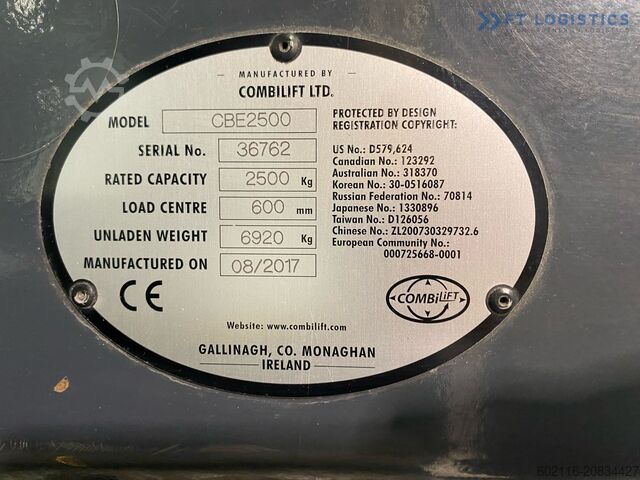 FT LOGISTICS
MANUFACTURED BY
COMBILIFT LTD.
MODEL CBE2500
SERIAL No. 36762
RATED CAPACITY 2500 Kg
LOAD CENTRE 600 mm
UNLADEN WEIGHT 6920 Kg
MANUFACTURED ON 08/2017
CE
PROTECTED BY DESIGN
REGISTRATION COPYRIGHT:
US No.: D579,624
Canadian No.: 123292
Australian No.: 318370
Korean No.: 30-0516087
Russian Federation No.: 70814
Japanese No.: 1330896
Taiwan No.: D126056
Chinese No.: ZL200730329732.6
European Community No.:
000725668-0001
COMBiLiFT
Website: www.combilift.com
GALLINAGH, CO. MONAGHAN
IRELAND
602116-20834427